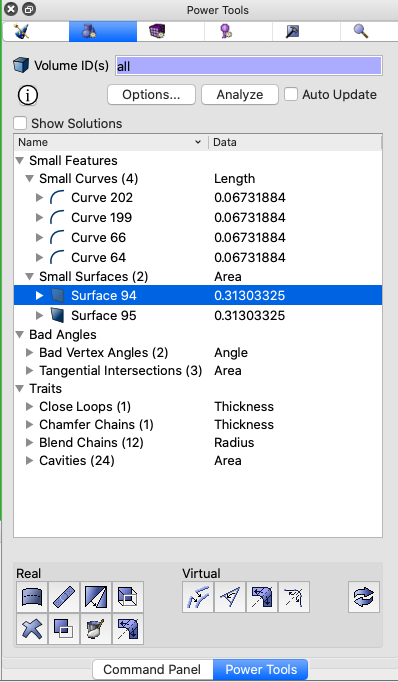 Power Tools
Volume ID(s) all
Options... Analyze Auto Update
Show Solutions
Name Data
Small Features
Small Curves (4) Length
Curve 202 0.06731884
Curve 199 0.06731884
Curve 66 0.06731884
Curve 64 0.06731884
Small Surfaces (2) Area
Surface 94 0.31303325
Surface 95 0.31303325
Bad Angles
Bad Vertex Angles (2) Angle
Tangential Intersections (3) Area
Traits
Close Loops (1) Thickness
Chamfer Chains (1) Thickness
Blend Chains (12) Radius
Cavities (24) Area
Real Virtual
Command Panel Power Tools